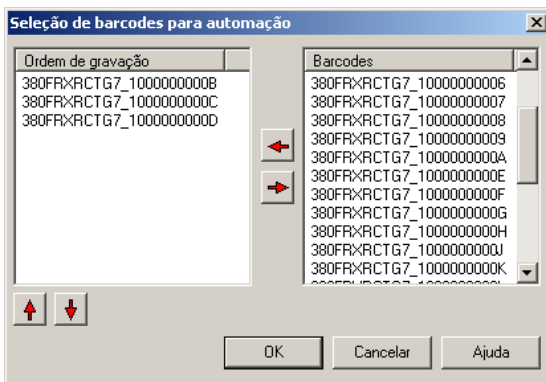 Seleção de barcodes para automação
Ordem de gravação
380FRXRCTG7_1000000000B
380FRXRCTG7_1000000000C
380FRXRCTG7_1000000000D
Barcodes
380FRXRCTG7_10000000006
380FRXRCTG7_10000000007
380FRXRCTG7_10000000008
380FRXRCTG7_10000000009
380FRXRCTG7_1000000000A
380FRXRCTG7_1000000000E
380FRXRCTG7_1000000000F
380FRXRCTG7_1000000000G
380FRXRCTG7_1000000000H
380FRXRCTG7_1000000000J
380FRXRCTG7_1000000000K
OK
Cancelar
Ajuda